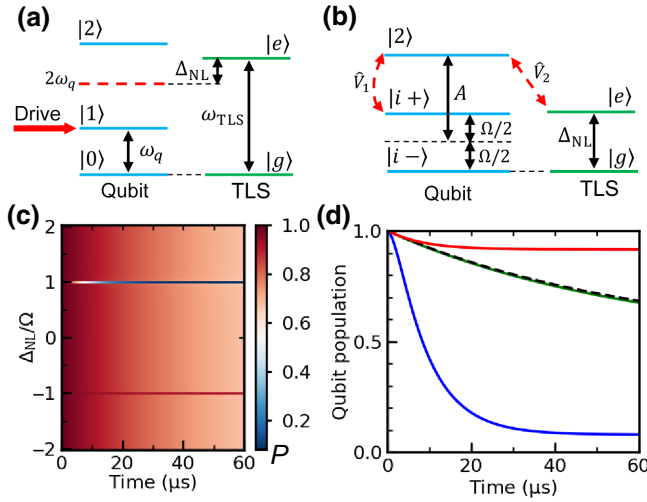 (a)
|2⟩
|e⟩
2ω_q
Δ_NL
Drive
|1⟩
ω_q
ω_TLS
|0⟩
|g⟩
Qubit
TLS
(b)
|2⟩
V̂_1
V̂_2
A
|i +⟩
|e⟩
Ω/2
Ω/2
Δ_NL
|i −⟩
|g⟩
Qubit
TLS
(c)
2
1
0
−1
−2
Δ_NL/Ω
0
20
40
60
Time (μs)
1.0
0.8
0.6
0.4
0.2
P
(d)
1.0
0.5
0.0
Qubit population
0
20
40
60
Time (μs)